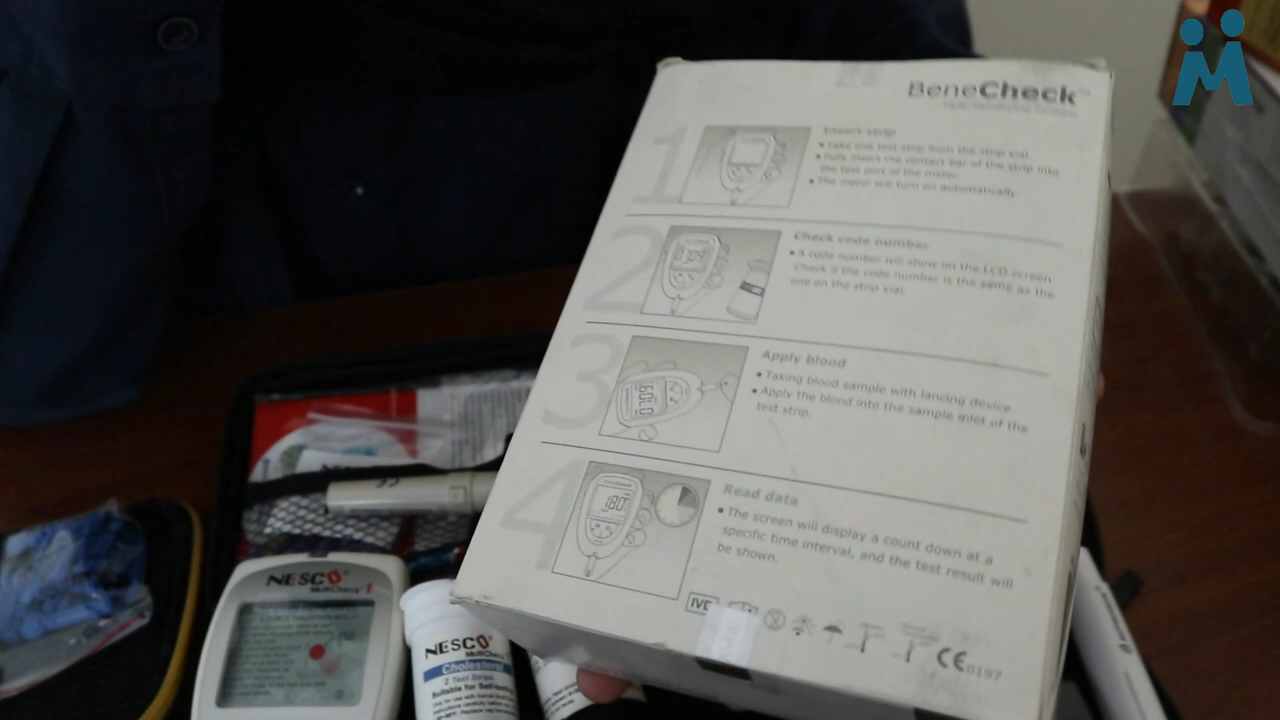 BeneCheck
1
Insert strip
• Take one test strip from the strip vial.
• Fully insert the contact bar of the strip into
the test port of the meter.
• The meter will turn on automatically.
2
Check code number
• A code number will show on the LCD screen.
Check if the code number is the same as the
one on the strip vial.
3
Apply blood
• Taking blood sample with lancing device.
• Apply the blood into the sample inlet of the
test strip.
4
Read data
• The screen will display a count down at a
specific time interval, and the test result will
be shown.
180
IVD
CE 0197
NESCO
MultiCheck
NESCO
MultiCheck
Cholesterol
2 Test Strips
Suitable for Self
M